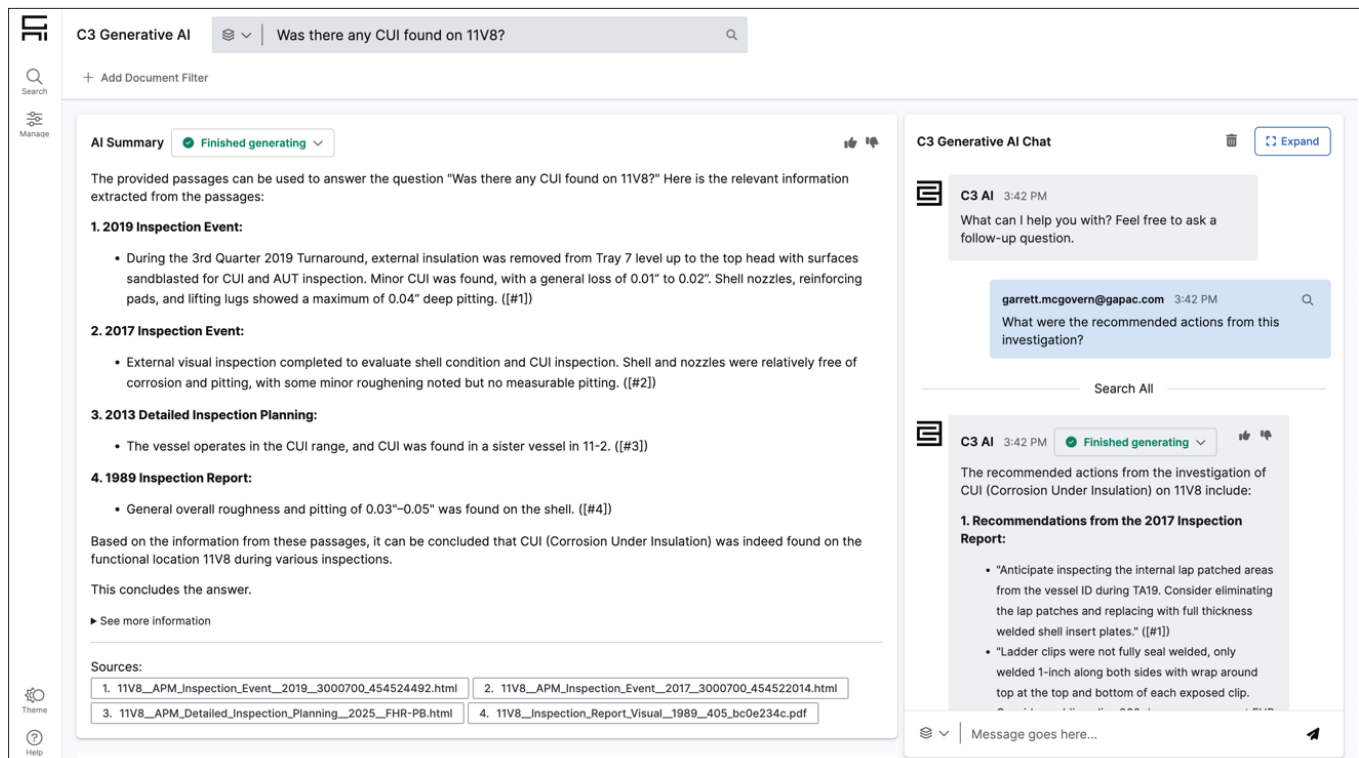 C3 Generative AI
Was there any CUI found on 11V8?
Search
Add Document Filter
Manage
AI Summary
Finished generating
The provided passages can be used to answer the question "Was there any CUI found on 11V8?" Here is the relevant information
extracted from the passages:
1. 2019 Inspection Event:
• During the 3rd Quarter 2019 Turnaround, external insulation was removed from Tray 7 level up to the top head with surfaces
sandblasted for CUI and AUT inspection. Minor CUI was found, with a general loss of 0.01" to 0.02". Shell nozzles, reinforcing
pads, and lifting lugs showed a maximum of 0.04" deep pitting. ([#1])
2. 2017 Inspection Event:
• External visual inspection completed to evaluate shell condition and CUI inspection. Shell and nozzles were relatively free of
corrosion and pitting, with some minor roughening noted but no measurable pitting. ([#2])
3. 2013 Detailed Inspection Planning:
• The vessel operates in the CUI range, and CUI was found in a sister vessel in 11-2. ([#3])
4. 1989 Inspection Report:
• General overall roughness and pitting of 0.03"–0.05" was found on the shell. ([#4])
Based on the information from these passages, it can be concluded that CUI (Corrosion Under Insulation) was indeed found on the
functional location 11V8 during various inspections.
This concludes the answer.
See more information
Sources:
1. 11V8__APM_Inspection_Event__2019__3000700_454524492.html
2. 11V8__APM_Inspection_Event__2017__3000700_454522014.html
3. 11V8__APM_Detailed_Inspection_Planning__2025__FHR-PB.html
4. 11V8__Inspection_Report_Visual__1989__405_bc0e234c.pdf
Theme
Help
C3 Generative AI Chat
Expand
C3 AI 3:42 PM
What can I help you with? Feel free to ask a
follow-up question.
garrett.mcgovern@gapac.com 3:42 PM
What were the recommended actions from this
investigation?
Search All
C3 AI 3:42 PM Finished generating
The recommended actions from the investigation of
CUI (Corrosion Under Insulation) on 11V8 include:
1. Recommendations from the 2017 Inspection
Report:
• "Anticipate inspecting the internal lap patched areas
from the vessel ID during TA19. Consider eliminating
the lap patches and replacing with full thickness
welded shell insert plates." ([#1])
• "Ladder clips were not fully seal welded, only
welded 1-inch along both sides with wrap around
top at the top and bottom of each exposed clip.
Message goes here...